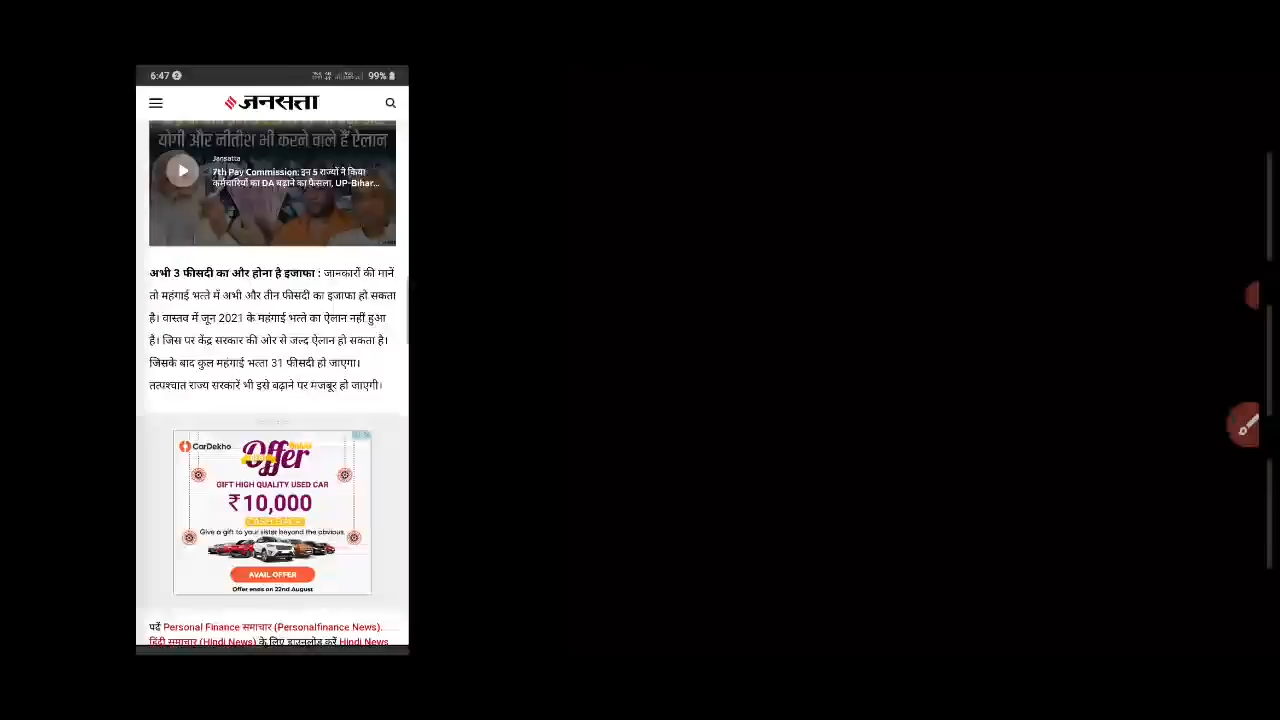 6:47
99%
जनसत्ता
योगी और नीतीश भी करने वाले हैं ऐलान
Jansatta
7th Pay Commission: इन 5 राज्यों ने किया
कर्मचारियों का DA बढ़ाने का फैसला, UP-Bihar...
अभी 3 फीसदी का और होना है इजाफा : जानकारों की मानें
तो महंगाई भत्ते में अभी और तीन फीसदी का इजाफा हो सकता
है। वास्तव में जून 2021 के महंगाई भत्ते का ऐलान नहीं हुआ
है। जिस पर केंद्र सरकार की ओर से जल्द ऐलान हो सकता है।
जिसके बाद कुल महंगाई भत्ता 31 फीसदी हो जाएगा।
तत्पश्चात राज्य सरकारें भी इसे बढ़ाने पर मजबूर हो जाएगी।
CarDekho
Offer
GIFT HIGH QUALITY USED CAR
₹10,000
Give a gift to your sister beyond the obvious.
AVAIL OFFER
Offer ends on 22nd August
पढें Personal Finance समाचार (Personalfinance News).
हिंदी समाचार (Hindi News) के लिए डाउनलोड करें Hindi News